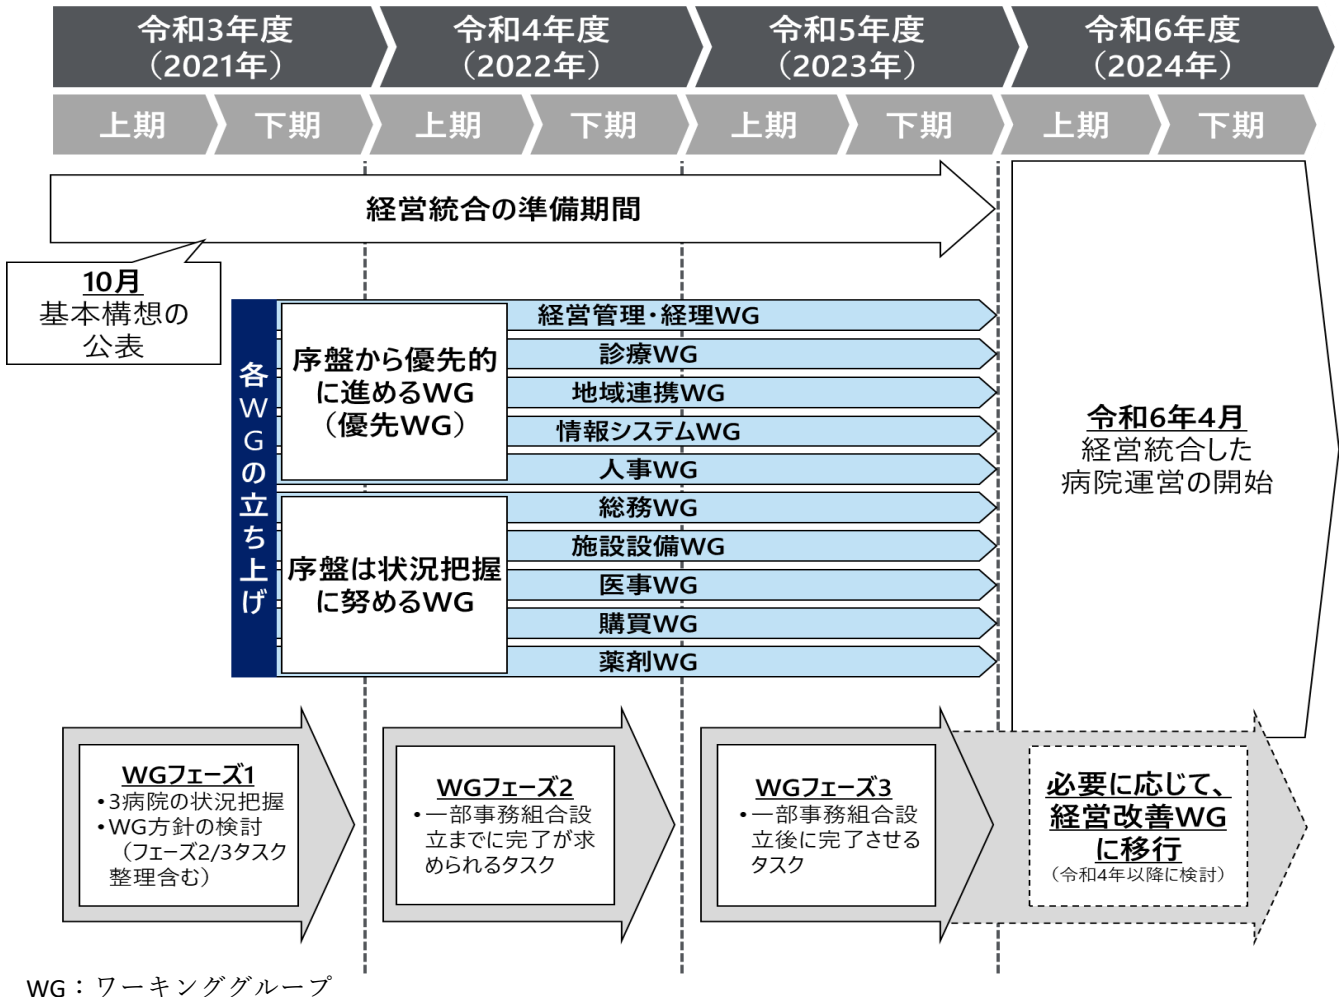 令和3年度
（2021年）
令和4年度
（2022年）
令和5年度
（2023年）
令和6年度
（2024年）
上期
下期
上期
下期
上期
下期
上期
下期
経営統合の準備期間
10月
基本構想の
公表
各WGの立ち上げ
序盤から優先的
に進めるWG
（優先WG）
序盤は状況把握
に努めるWG
経営管理・経理WG
診療WG
地域連携WG
情報システムWG
人事WG
総務WG
施設設備WG
医事WG
購買WG
薬剤WG
令和6年4月
経営統合した
病院運営の開始
WGフェーズ1
•3病院の状況把握
•WG方針の検討
（フェーズ2/3タスク
整理含む）
WGフェーズ2
•一部事務組合設
立までに完了が求
められるタスク
WGフェーズ3
•一部事務組合設
立後に完了させる
タスク
必要に応じて、
経営改善WG
に移行
（令和4年以降に検討）
WG：ワーキンググループ